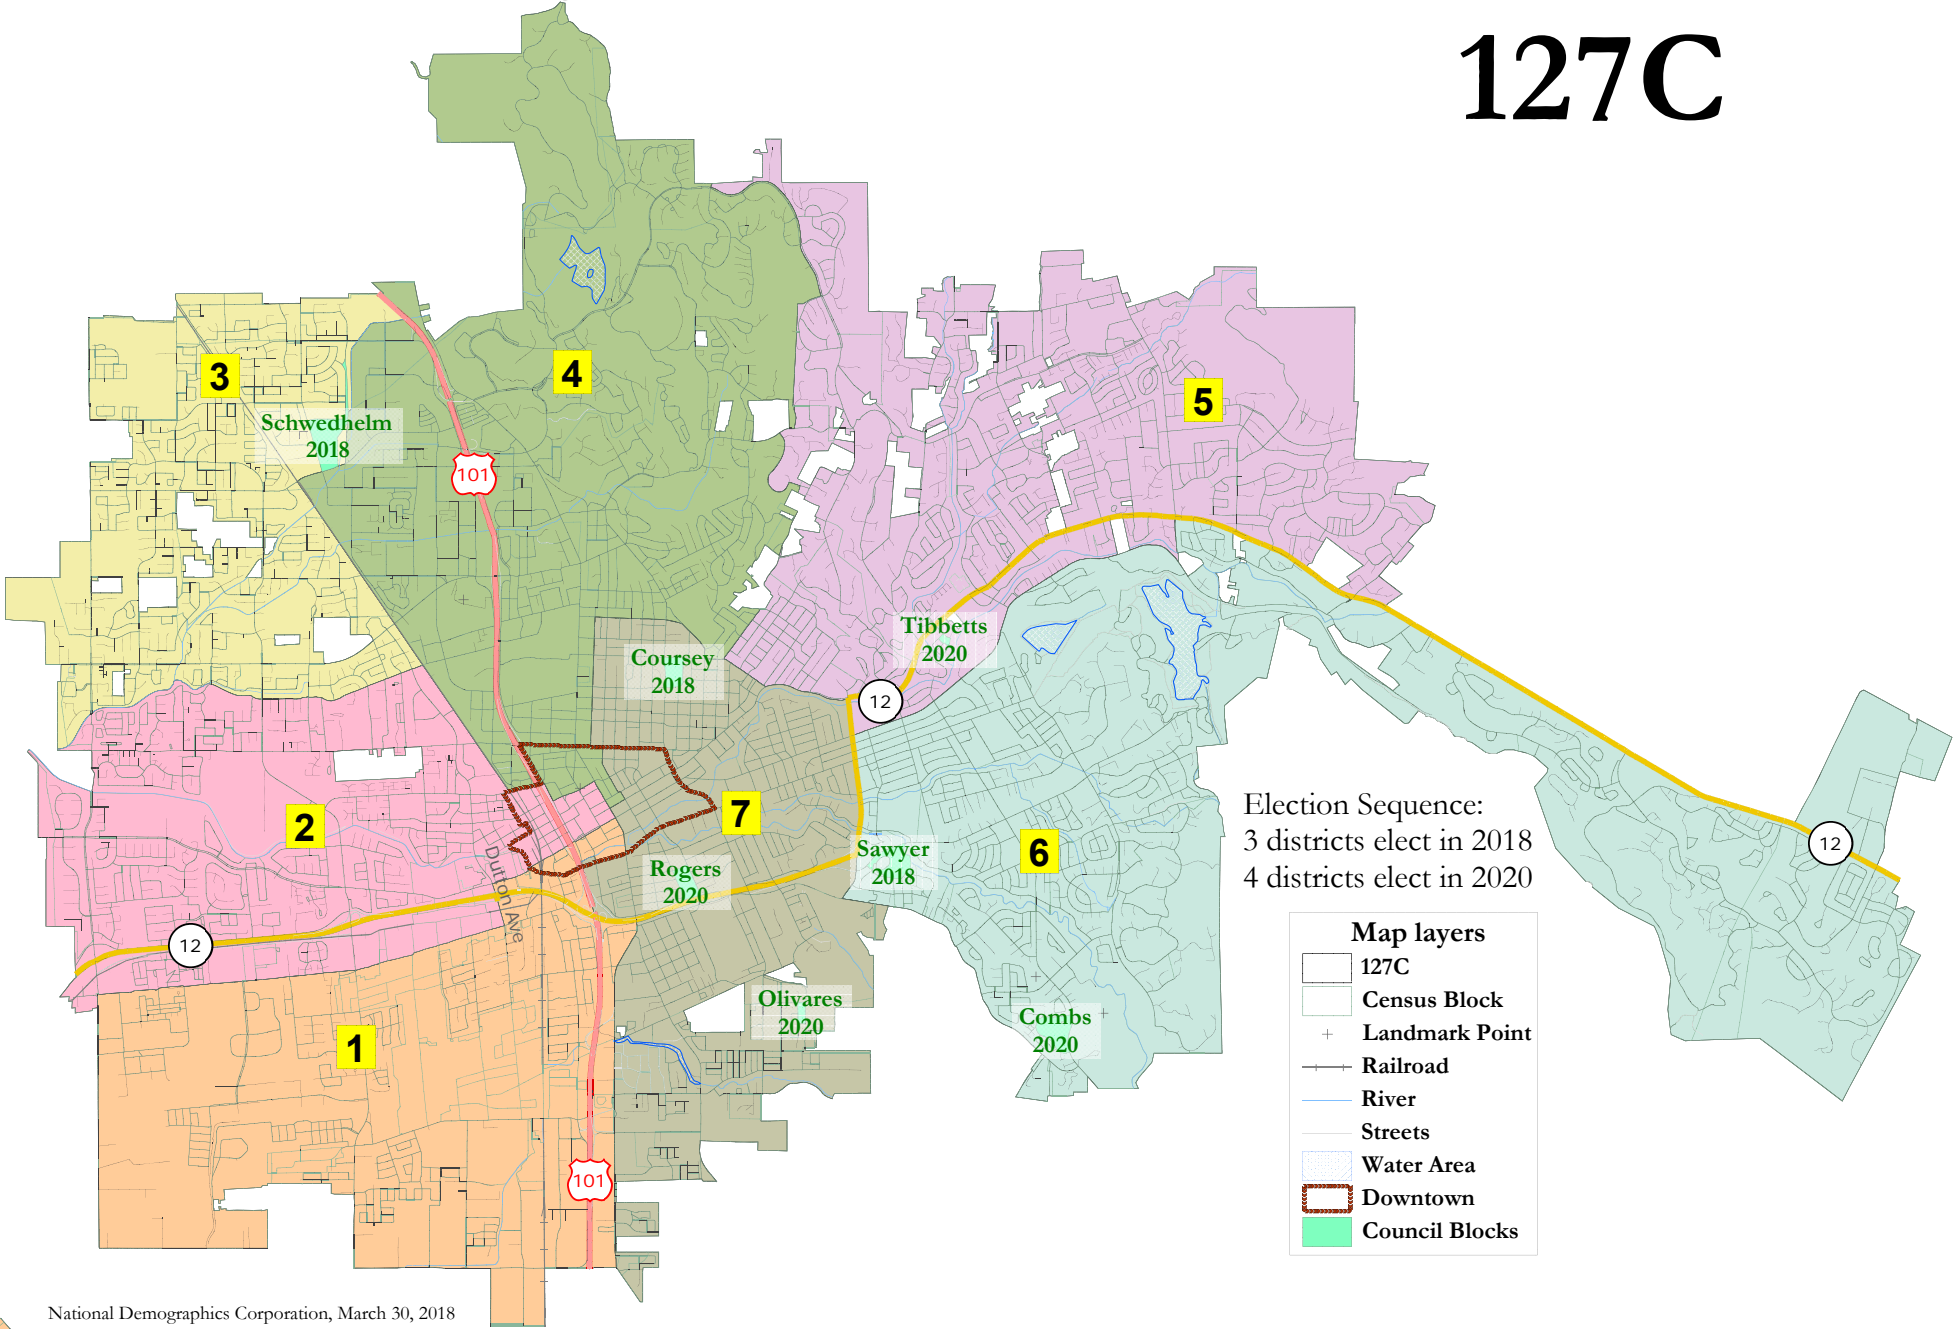 127C
3
4
5
Schwedhelm
2018
101
Tibbetts
2020
Coursey
2018
12
2
7
6
Dutton Ave
Rogers
2020
Sawyer
2018
Election Sequence:
3 districts elect in 2018
4 districts elect in 2020
12
12
1
Olivares
2020
Combs
2020
101
Map layers
127C
Census Block
Landmark Point
Railroad
River
Streets
Water Area
Downtown
Council Blocks
National Demographics Corporation, March 30, 2018